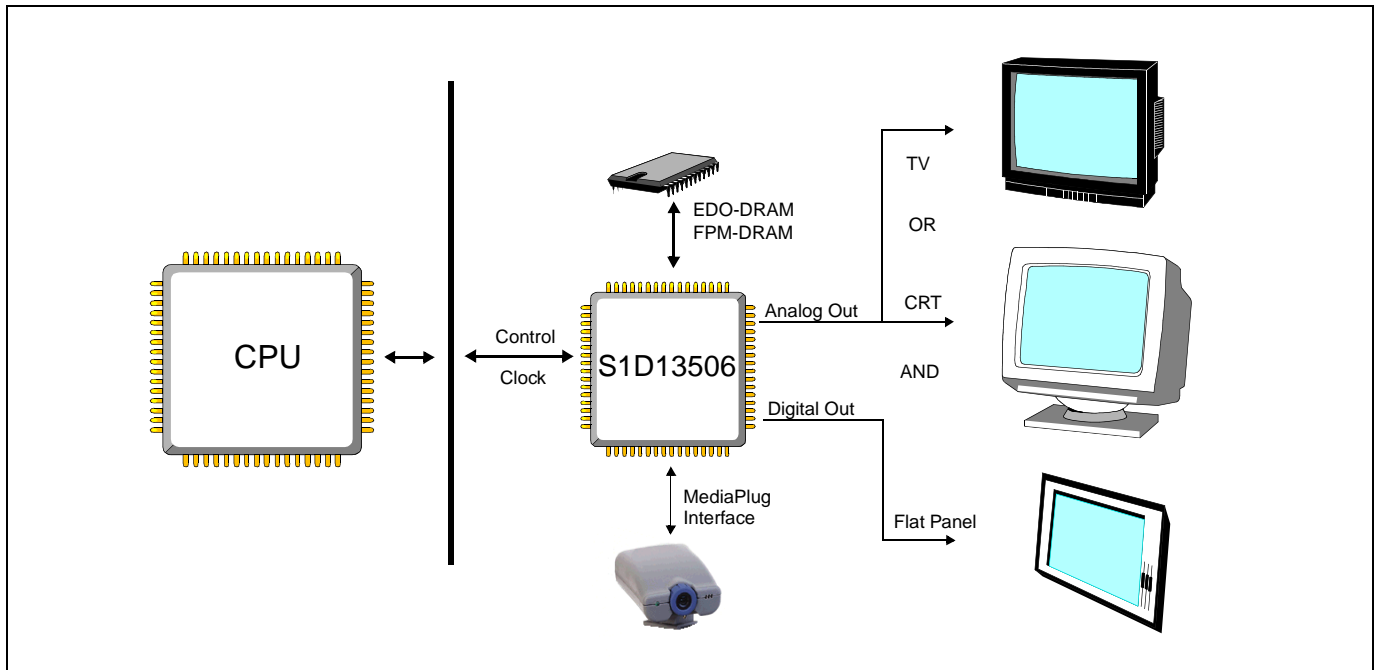 CPU
Control
Clock
EDO-DRAM
FPM-DRAM
S1D13506
MediaPlug
Interface
Analog Out
Digital Out
TV
OR
CRT
AND
Flat Panel